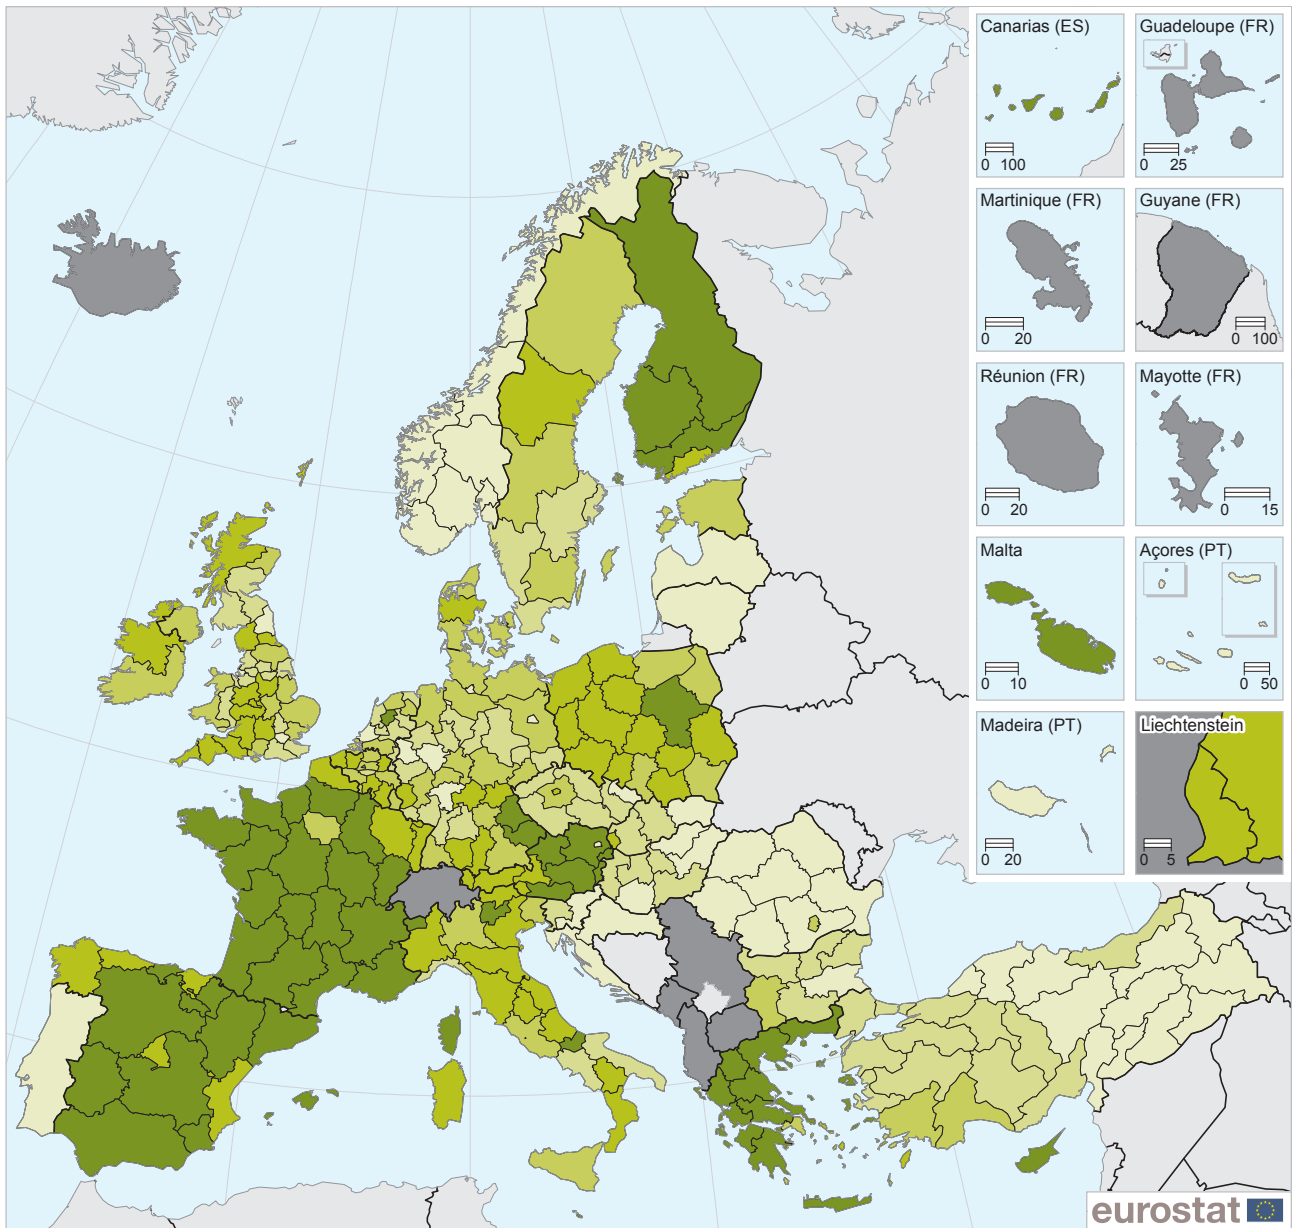 Canarias (ES)
0 100
Guadeloupe (FR)
0 25
Martinique (FR)
0 20
Guyane (FR)
0 100
Réunion (FR)
0 20
Mayotte (FR)
0 15
Malta
0 10
Açores (PT)
0 50
Madeira (PT)
0 20
Liechtenstein
0 5
eurostat